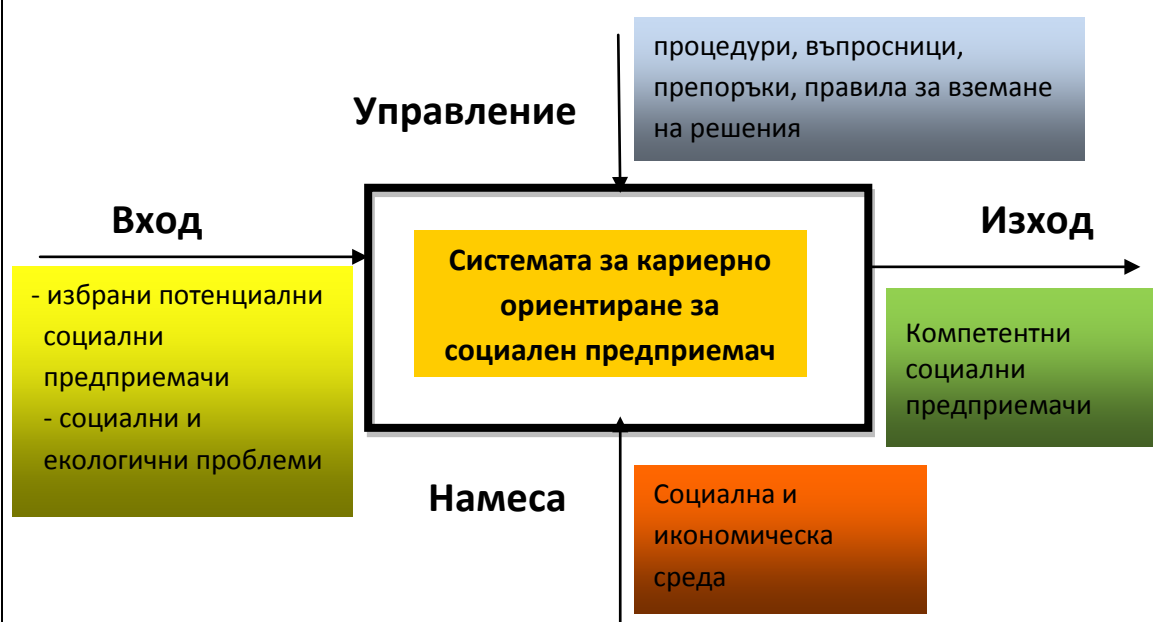 процедури, въпросници,
препоръки, правила за вземане
на решения
Управление
Вход
Изход
- избрани потенциални
социални
предприемачи
- социални и
екологични проблеми
Системата за кариерно
ориентиране за
социален предприемач
Компетентни
социални
предприемачи
Намеса
Социална и
икономическа
среда